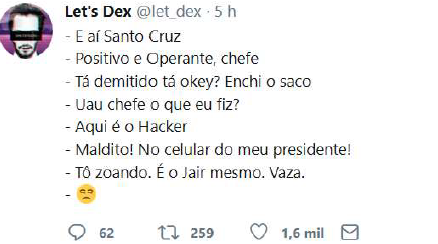 Let's Dex @let_dex · 5 h
- E aí Santo Cruz
- Positivo e Operante, chefe
- Tá demitido tá okey? Enchi o saco
- Uau chefe o que eu fiz?
- Aqui é o Hacker
- Maldito! No celular do meu presidente!
- Tô zoando. É o Jair mesmo. Vaza.
- 😒
62 259 1,6 mil